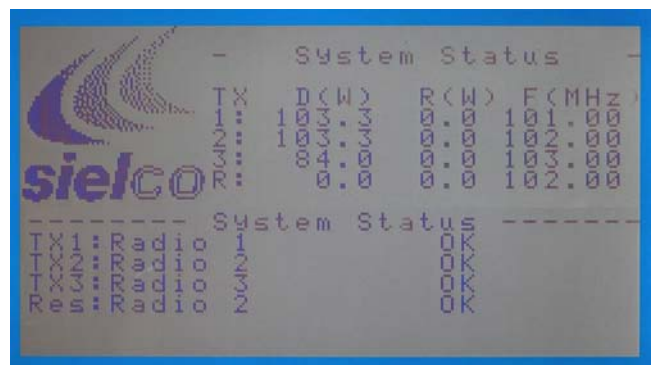 - System Status -
TX D(W) R(W) F(MHz)
1: 103.3 0.0 101.00
2: 103.3 0.0 102.00
3: 84.0 0.0 103.00
sielco R: 0.0 0.0 102.00
-------- System Status -------
TX1:Radio 1 OK
TX2:Radio 2 OK
TX3:Radio 3 OK
Res:Radio 2 OK